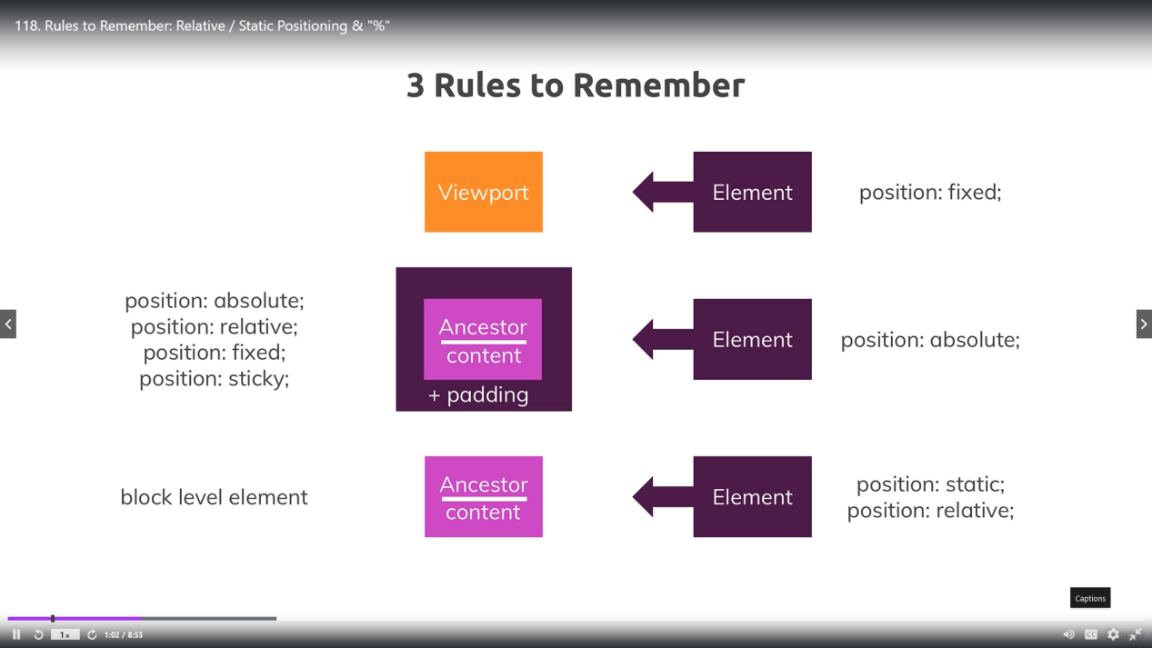 118. Rules to Remember: Relative / Static Positioning & "%"
3 Rules to Remember
Viewport
Element
position: fixed;
position: absolute;
position: relative;
position: fixed;
position: sticky;
Ancestor
content
+ padding
Element
position: absolute;
block level element
Ancestor
content
Element
position: static;
position: relative;
Captions
1x
1:02 / 8:53
CC